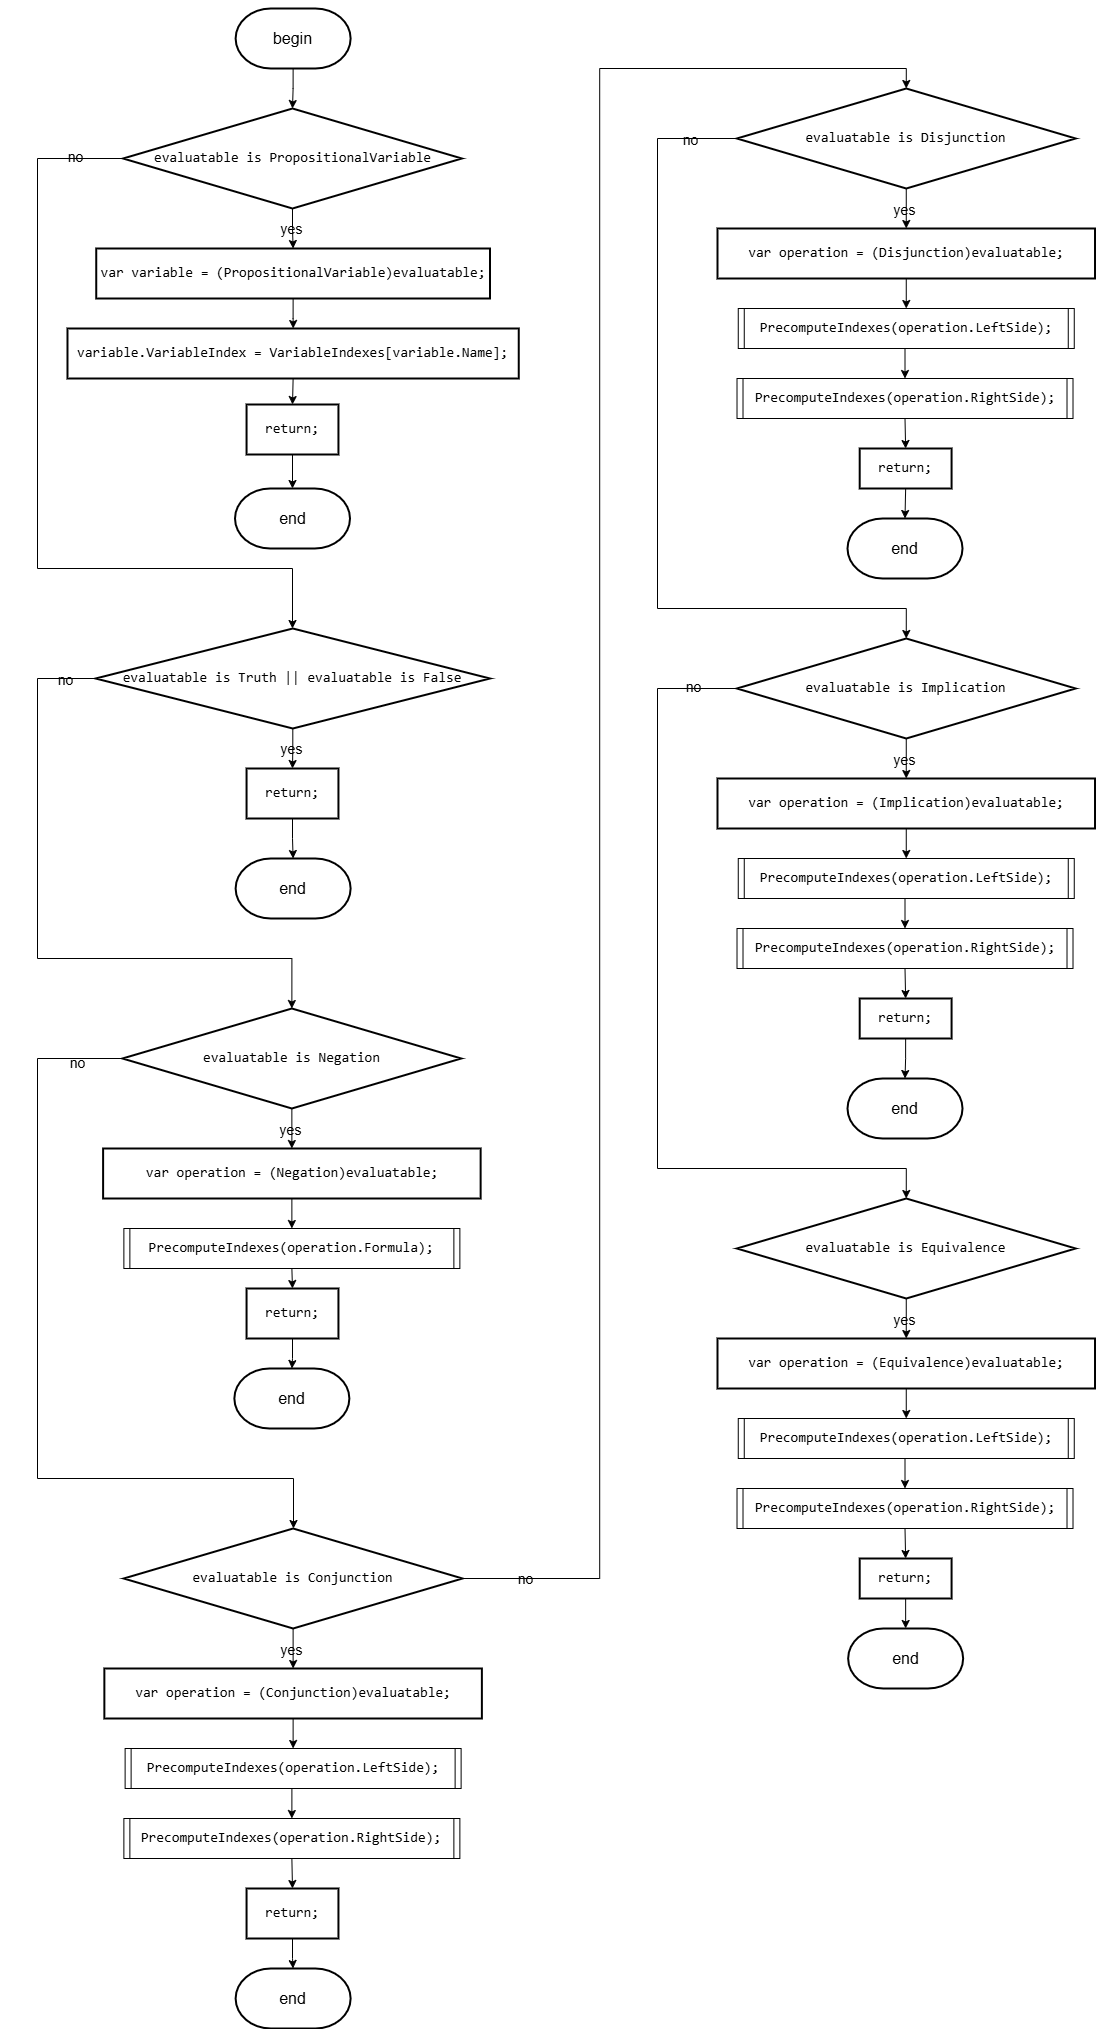 begin
evaluatable is PropositionalVariable
no
yes
var variable = (PropositionalVariable)evaluatable;
variable.VariableIndex = VariableIndexes[variable.Name];
return;
end
evaluatable is Truth || evaluatable is False
no
yes
return;
end
evaluatable is Negation
no
yes
var operation = (Negation)evaluatable;
PrecomputeIndexes(operation.Formula);
return;
end
evaluatable is Conjunction
no
yes
var operation = (Conjunction)evaluatable;
PrecomputeIndexes(operation.LeftSide);
PrecomputeIndexes(operation.RightSide);
return;
end
evaluatable is Disjunction
no
yes
var operation = (Disjunction)evaluatable;
PrecomputeIndexes(operation.LeftSide);
PrecomputeIndexes(operation.RightSide);
return;
end
evaluatable is Implication
no
yes
var operation = (Implication)evaluatable;
PrecomputeIndexes(operation.LeftSide);
PrecomputeIndexes(operation.RightSide);
return;
end
evaluatable is Equivalence
yes
var operation = (Equivalence)evaluatable;
PrecomputeIndexes(operation.LeftSide);
PrecomputeIndexes(operation.RightSide);
return;
end